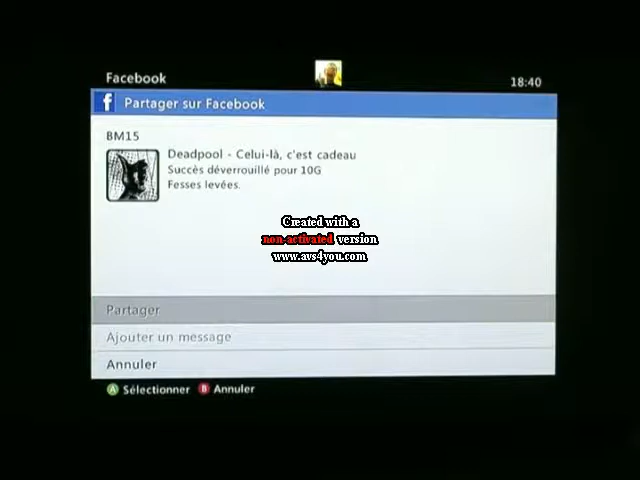 Facebook
18:40
f Partager sur Facebook
BM15
Deadpool - Celui-là, c'est cadeau
Succès déverrouillé pour 10G
Fesses levées.
Created with a
non-activated version
www.avs4you.com
Partager
Ajouter un message
Annuler
A Sélectionner B Annuler